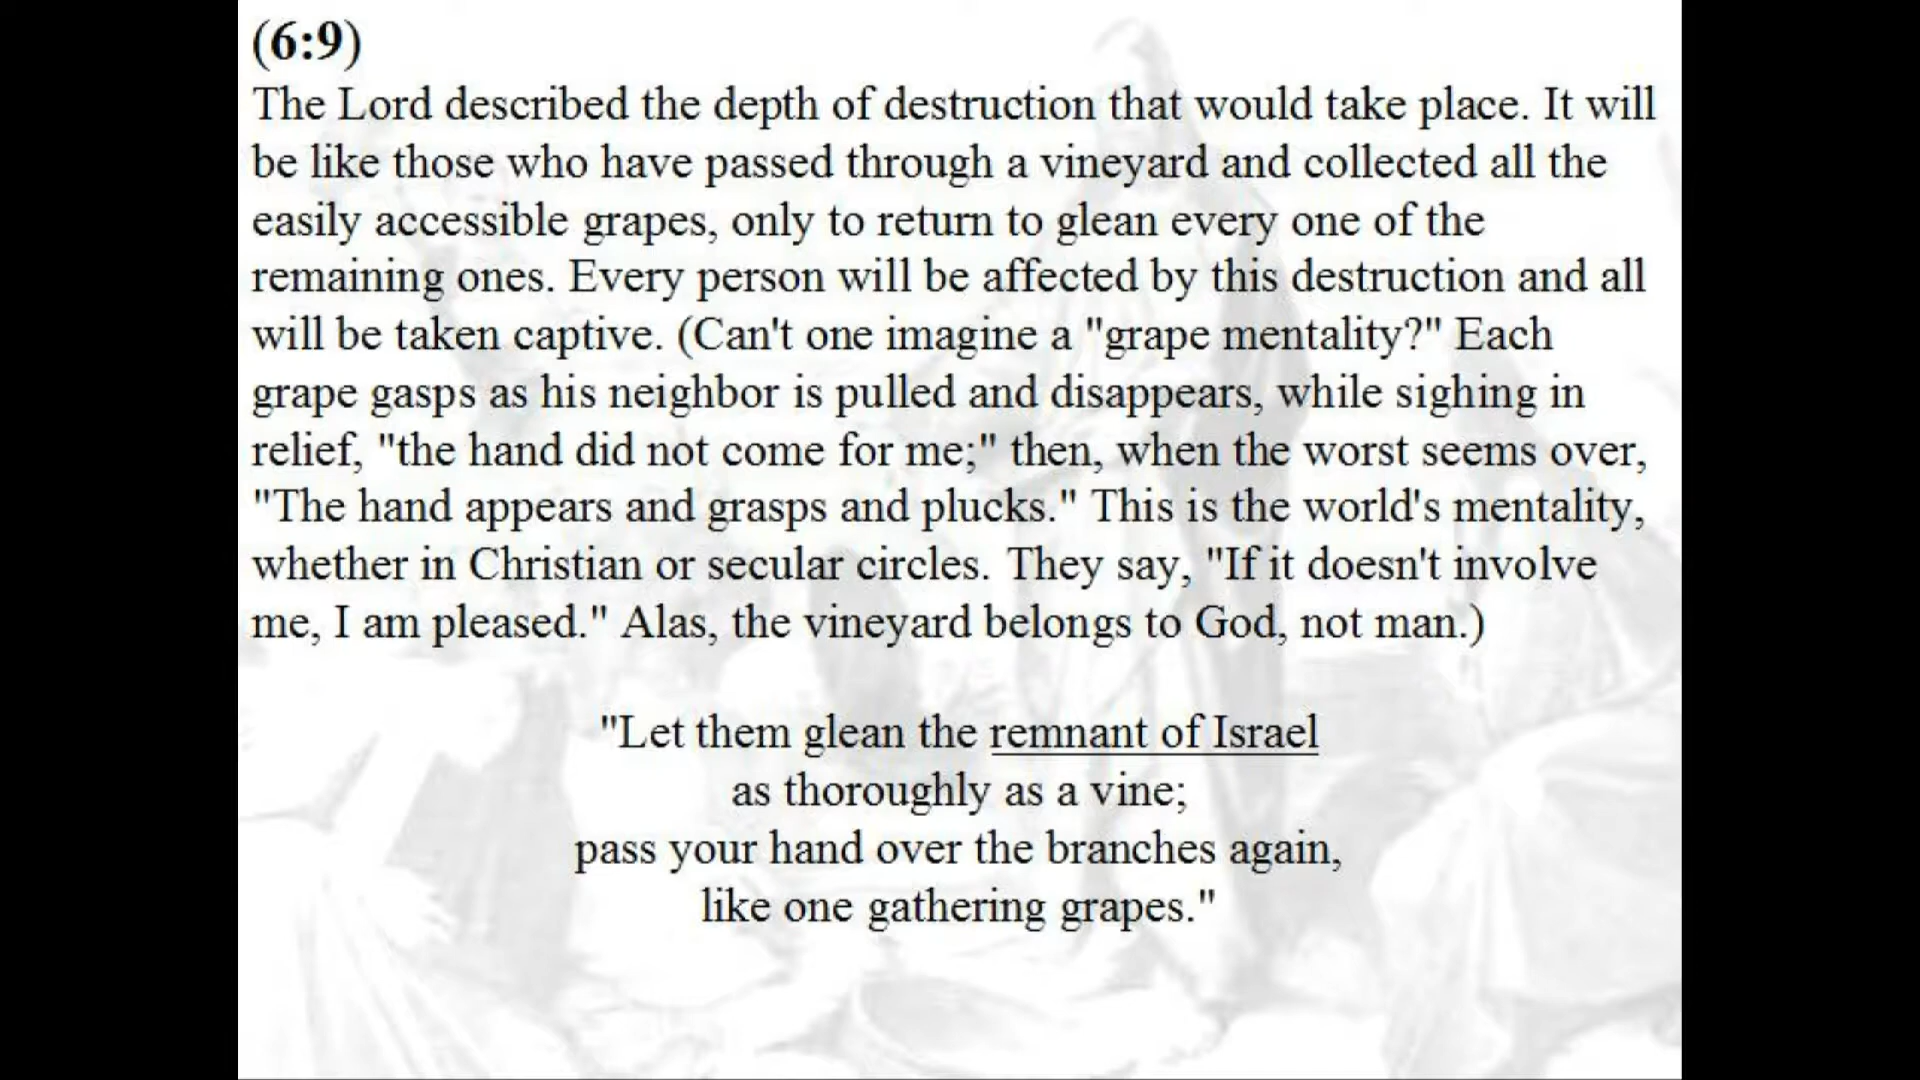 (6:9)
The Lord described the depth of destruction that would take place. It will
be like those who have passed through a vineyard and collected all the
easily accessible grapes, only to return to glean every one of the
remaining ones. Every person will be affected by this destruction and all
will be taken captive. (Can't one imagine a "grape mentality?" Each
grape gasps as his neighbor is pulled and disappears, while sighing in
relief, "the hand did not come for me;" then, when the worst seems over,
"The hand appears and grasps and plucks." This is the world's mentality,
whether in Christian or secular circles. They say, "If it doesn't involve
me, I am pleased." Alas, the vineyard belongs to God, not man.)
"Let them glean the remnant of Israel
as thoroughly as a vine;
pass your hand over the branches again,
like one gathering grapes."